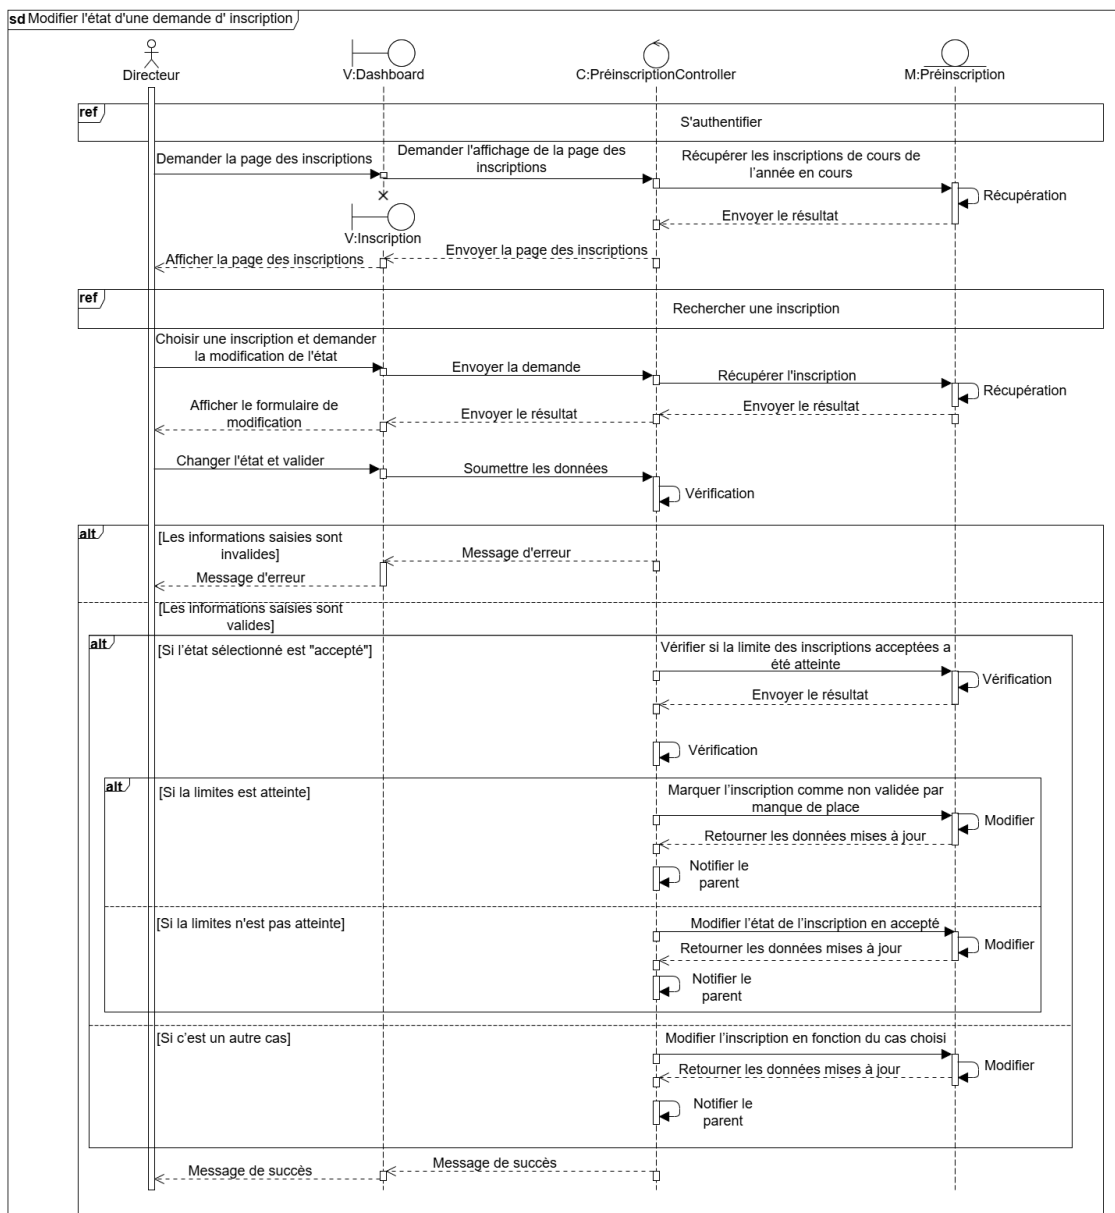 sd Modifier l'état d'une demande d' inscription
Directeur
V:Dashboard
C:PréinscriptionController
M:Préinscription
ref
S'authentifier
Demander la page des inscriptions
Demander l'affichage de la page des
inscriptions
Récupérer les inscriptions de cours de
l'année en cours
Récupération
Envoyer le résultat
V:Inscription
Envoyer la page des inscriptions
Afficher la page des inscriptions
ref
Rechercher une inscription
Choisir une inscription et demander
la modification de l'état
Envoyer la demande
Récupérer l'inscription
Récupération
Envoyer le résultat
Envoyer le résultat
Afficher le formulaire de
modification
Changer l'état et valider
Soumettre les données
Vérification
alt
[Les informations saisies sont
invalides]
Message d'erreur
Message d'erreur
[Les informations saisies sont
valides]
alt
[Si l'état sélectionné est "accepté"]
Vérifier si la limite des inscriptions acceptées a
été atteinte
Vérification
Envoyer le résultat
Vérification
alt
[Si la limites est atteinte]
Marquer l'inscription comme non validée par
manque de place
Modifier
Retourner les données mises à jour
Notifier le
parent
[Si la limites n'est pas atteinte]
Modifier l'état de l'inscription en accepté
Modifier
Retourner les données mises à jour
Notifier le
parent
[Si c'est un autre cas]
Modifier l'inscription en fonction du cas choisi
Modifier
Retourner les données mises à jour
Notifier le
parent
Message de succès
Message de succès